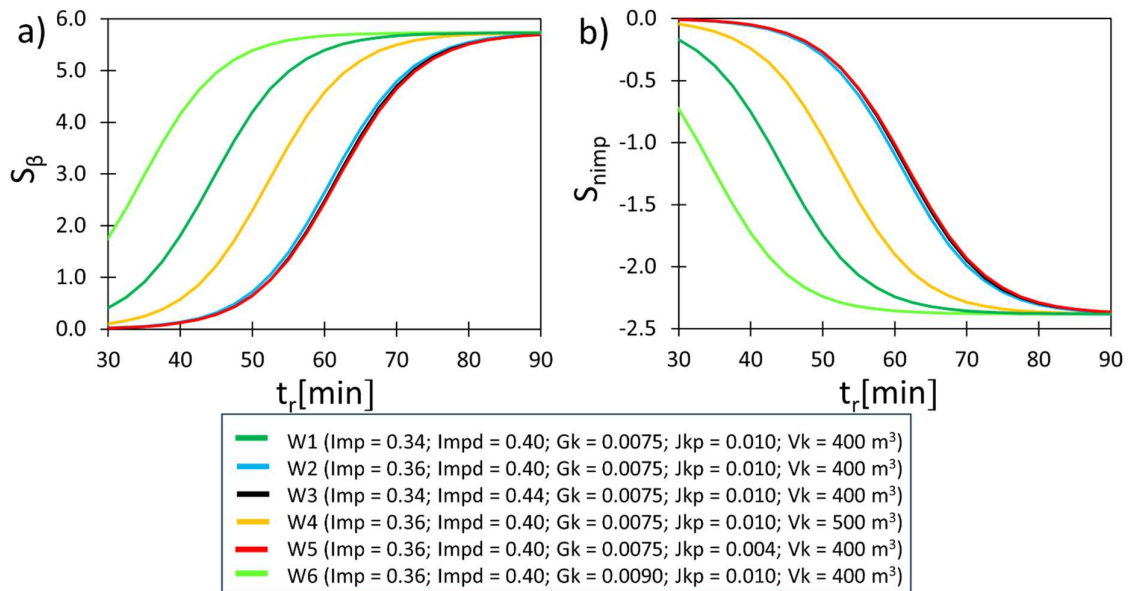 a)
6.0
5.0
4.0
3.0
2.0
1.0
0.0
Sβ
30 40 50 60 70 80 90
tr[min]
b)
0.0
-0.5
-1.0
-1.5
-2.0
-2.5
Snimp
30 40 50 60 70 80 90
tr[min]
W1 (Imp = 0.34; Impd = 0.40; Gk = 0.0075; Jkp = 0.010; Vk = 400 m³)
W2 (Imp = 0.36; Impd = 0.40; Gk = 0.0075; Jkp = 0.010; Vk = 400 m³)
W3 (Imp = 0.34; Impd = 0.44; Gk = 0.0075; Jkp = 0.010; Vk = 400 m³)
W4 (Imp = 0.36; Impd = 0.40; Gk = 0.0075; Jkp = 0.010; Vk = 500 m³)
W5 (Imp = 0.36; Impd = 0.40; Gk = 0.0075; Jkp = 0.004; Vk = 400 m³)
W6 (Imp = 0.36; Impd = 0.40; Gk = 0.0090; Jkp = 0.010; Vk = 400 m³)